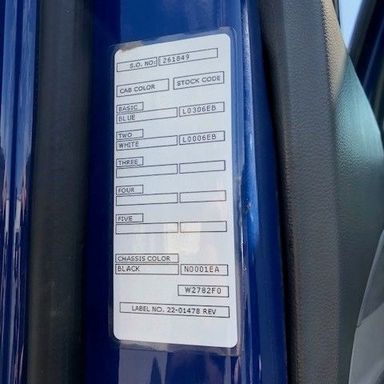 S.O. NO: 261849
CAB COLOR STOCK CODE
BASIC
BLUE L0306EB
TWO
WHITE L0006EB
THREE
FOUR
FIVE
CHASSIS COLOR
BLACK N0001EA
W2782F0
LABEL NO. 22-01478 REV